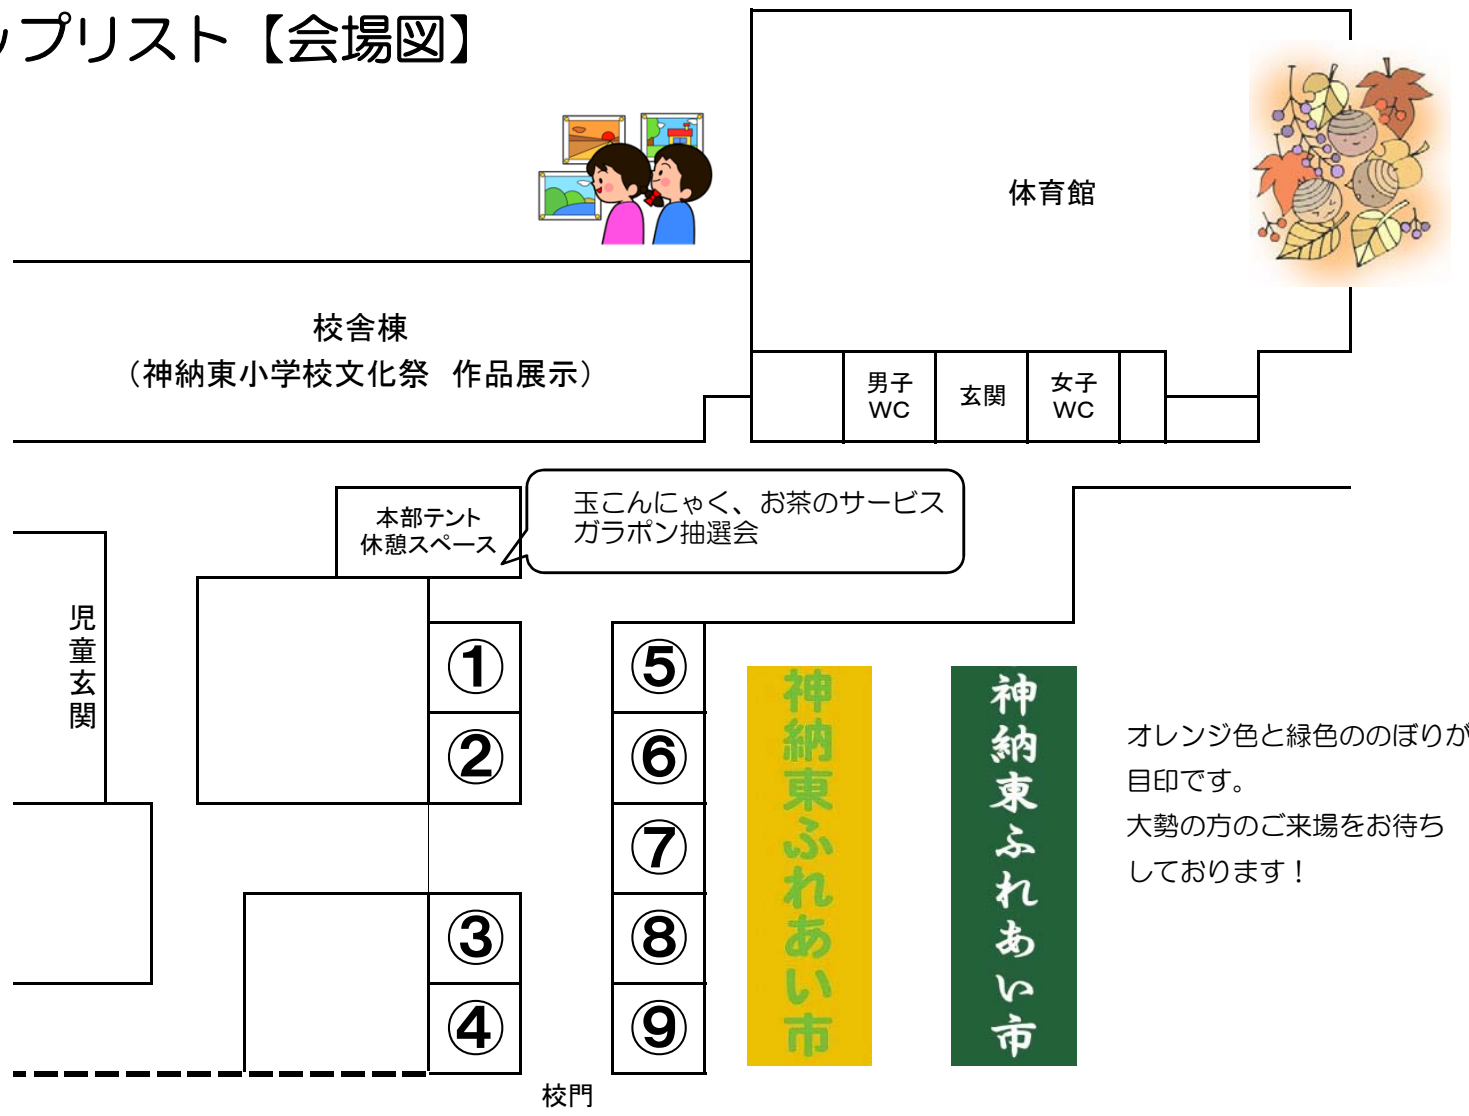 ップリスト【会場図】
体育館
校舎棟
（神納東小学校文化祭　作品展示）
男子
WC
玄関
女子
WC
本部テント
休憩スペース
玉こんにゃく、お茶のサービス
ガラポン抽選会
児童玄関
①
②
③
④
⑤
⑥
⑦
⑧
⑨
神納東ふれあい市
神納東ふれあい市
オレンジ色と緑色ののぼりが
目印です。
大勢の方のご来場をお待ち
しております！
校門